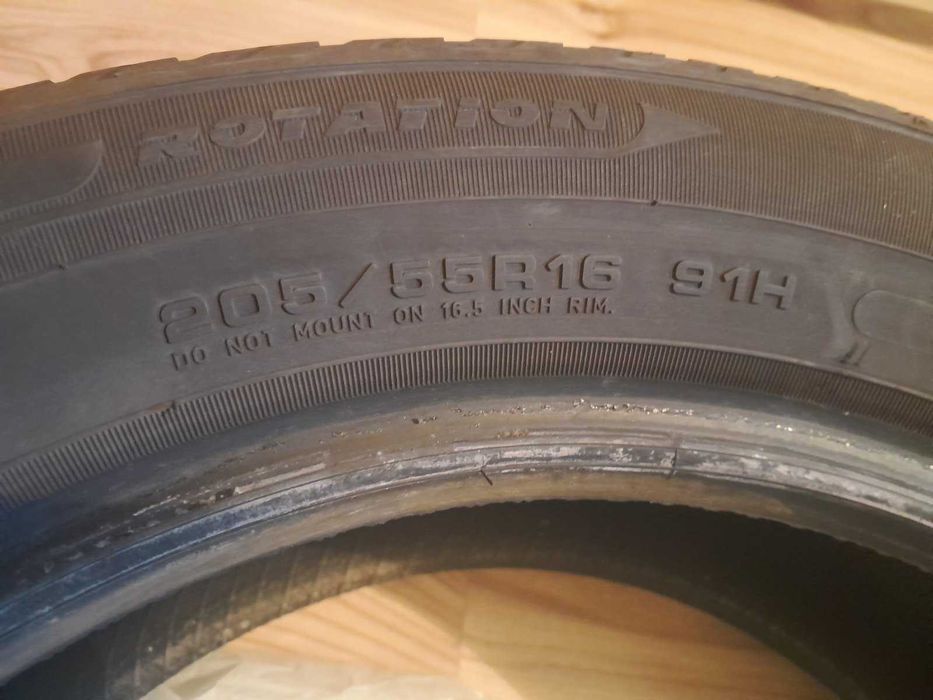 ROTATION
205/55R16 91H
DO NOT MOUNT ON 16.5 INCH RIM.